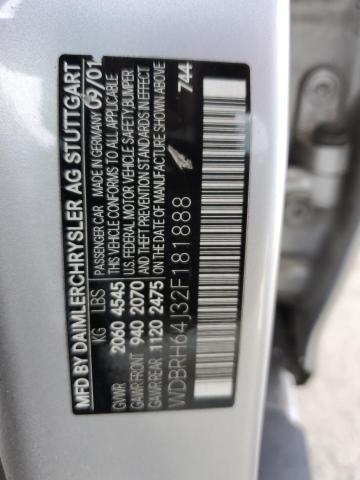 MFD BY DAIMLERCHRYSLER AG STUTTGART
PASSENGER CAR MADE IN GERMANY 09/01
KG LBS
GVWR 2060 4545 THIS VEHICLE CONFORMS TO ALL APPLICABLE
GAWR FRONT 940 2070 U.S. FEDERAL MOTOR VEHICLE SAFETY,BUMPER,
GAWR REAR 1120 2475 AND THEFT PREVENTION STANDARDS IN EFFECT
ON THE DATE OF MANUFACTURE SHOWN ABOVE.
744
WDBRH64J32F181888